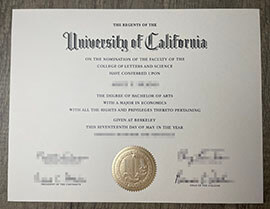 THE REGENTS OF THE
University of California
ON THE NOMINATION OF THE FACULTY OF THE
COLLEGE OF LETTERS AND SCIENCE
HAVE CONFERRED UPON
THE DEGREE OF BACHELOR OF ARTS
WITH A MAJOR IN ECONOMICS
WITH ALL THE RIGHTS AND PRIVILEGES THERETO PERTAINING
GIVEN AT BERKELEY
THIS SEVENTEENTH DAY OF MAY IN THE YEAR